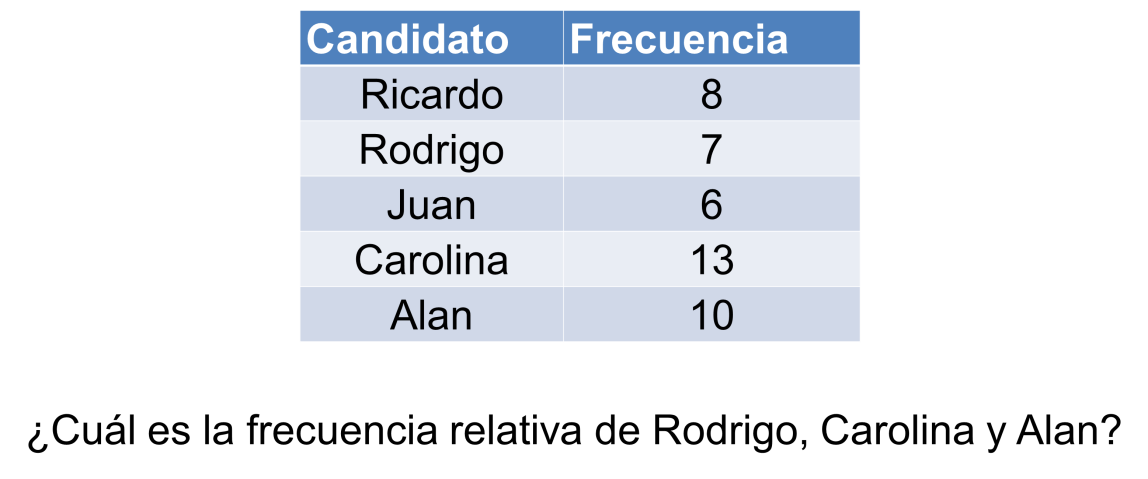 Candidato Frecuencia
Ricardo 8
Rodrigo 7
Juan 6
Carolina 13
Alan 10
¿Cuál es la frecuencia relativa de Rodrigo, Carolina y Alan?